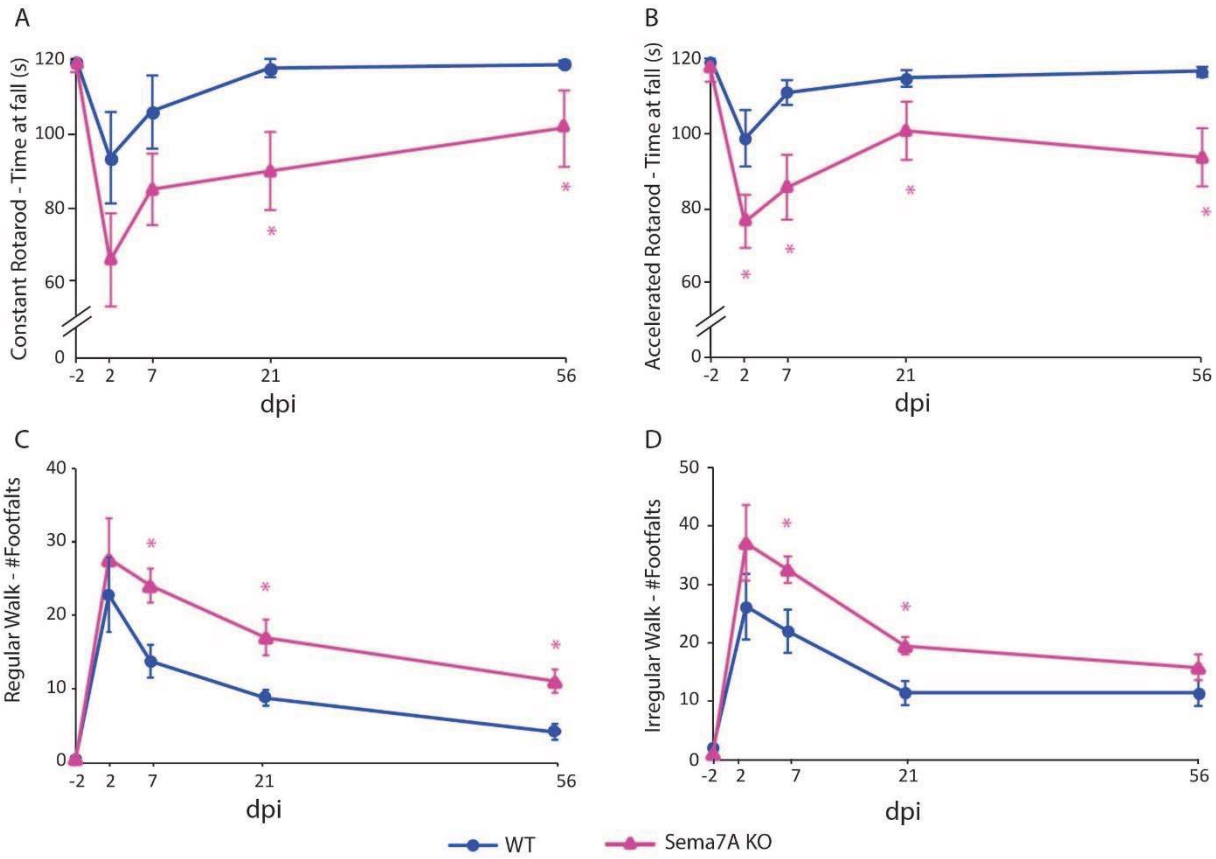 A
Constant Rotarod - Time at fall (s)
120
100
80
60
0
-2 2 7 21 56
dpi
*
*
B
Accelerated Rotarod - Time at fall (s)
120
100
80
60
0
-2 2 7 21 56
dpi
*
*
*
*
C
Regular Walk - #Footfalts
40
30
20
10
0
-2 2 7 21 56
dpi
*
*
*
D
Irregular Walk - #Footfalts
50
40
30
20
10
0
-2 2 7 21 56
dpi
*
*
WT
Sema7A KO